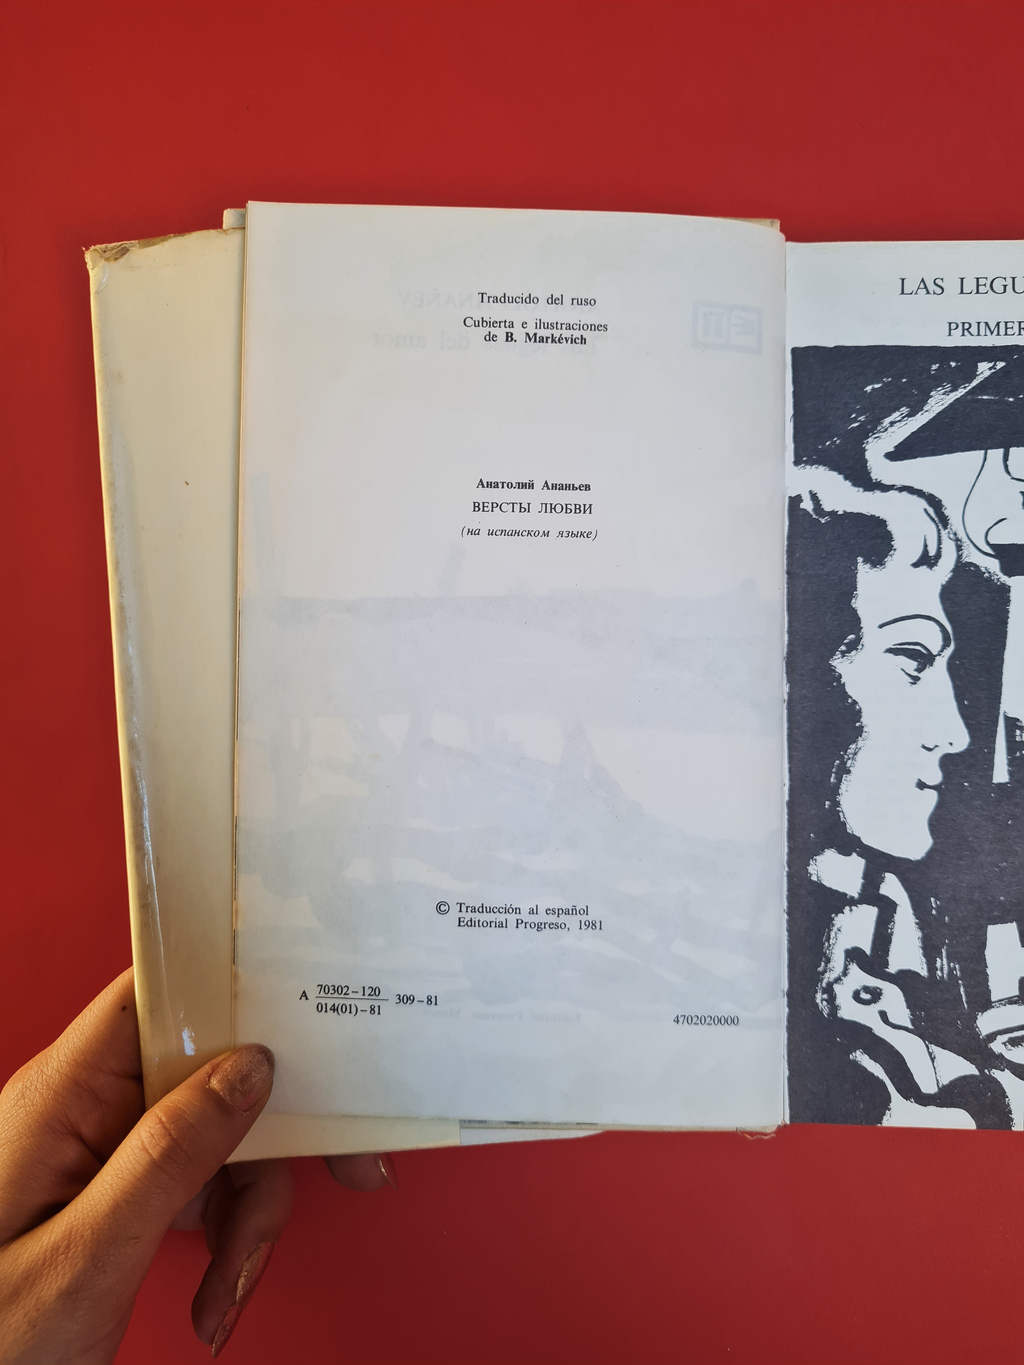 Traducido del ruso
Cubierta e ilustraciones
de B. Markévich
Анатолий Ананьев
ВЕРСТЫ ЛЮБВИ
(на испанском языке)
© Traducción al español
Editorial Progreso, 1981
А 70302–120 309–81
014(01)–81
4702020000
LAS LEGU
PRIMER